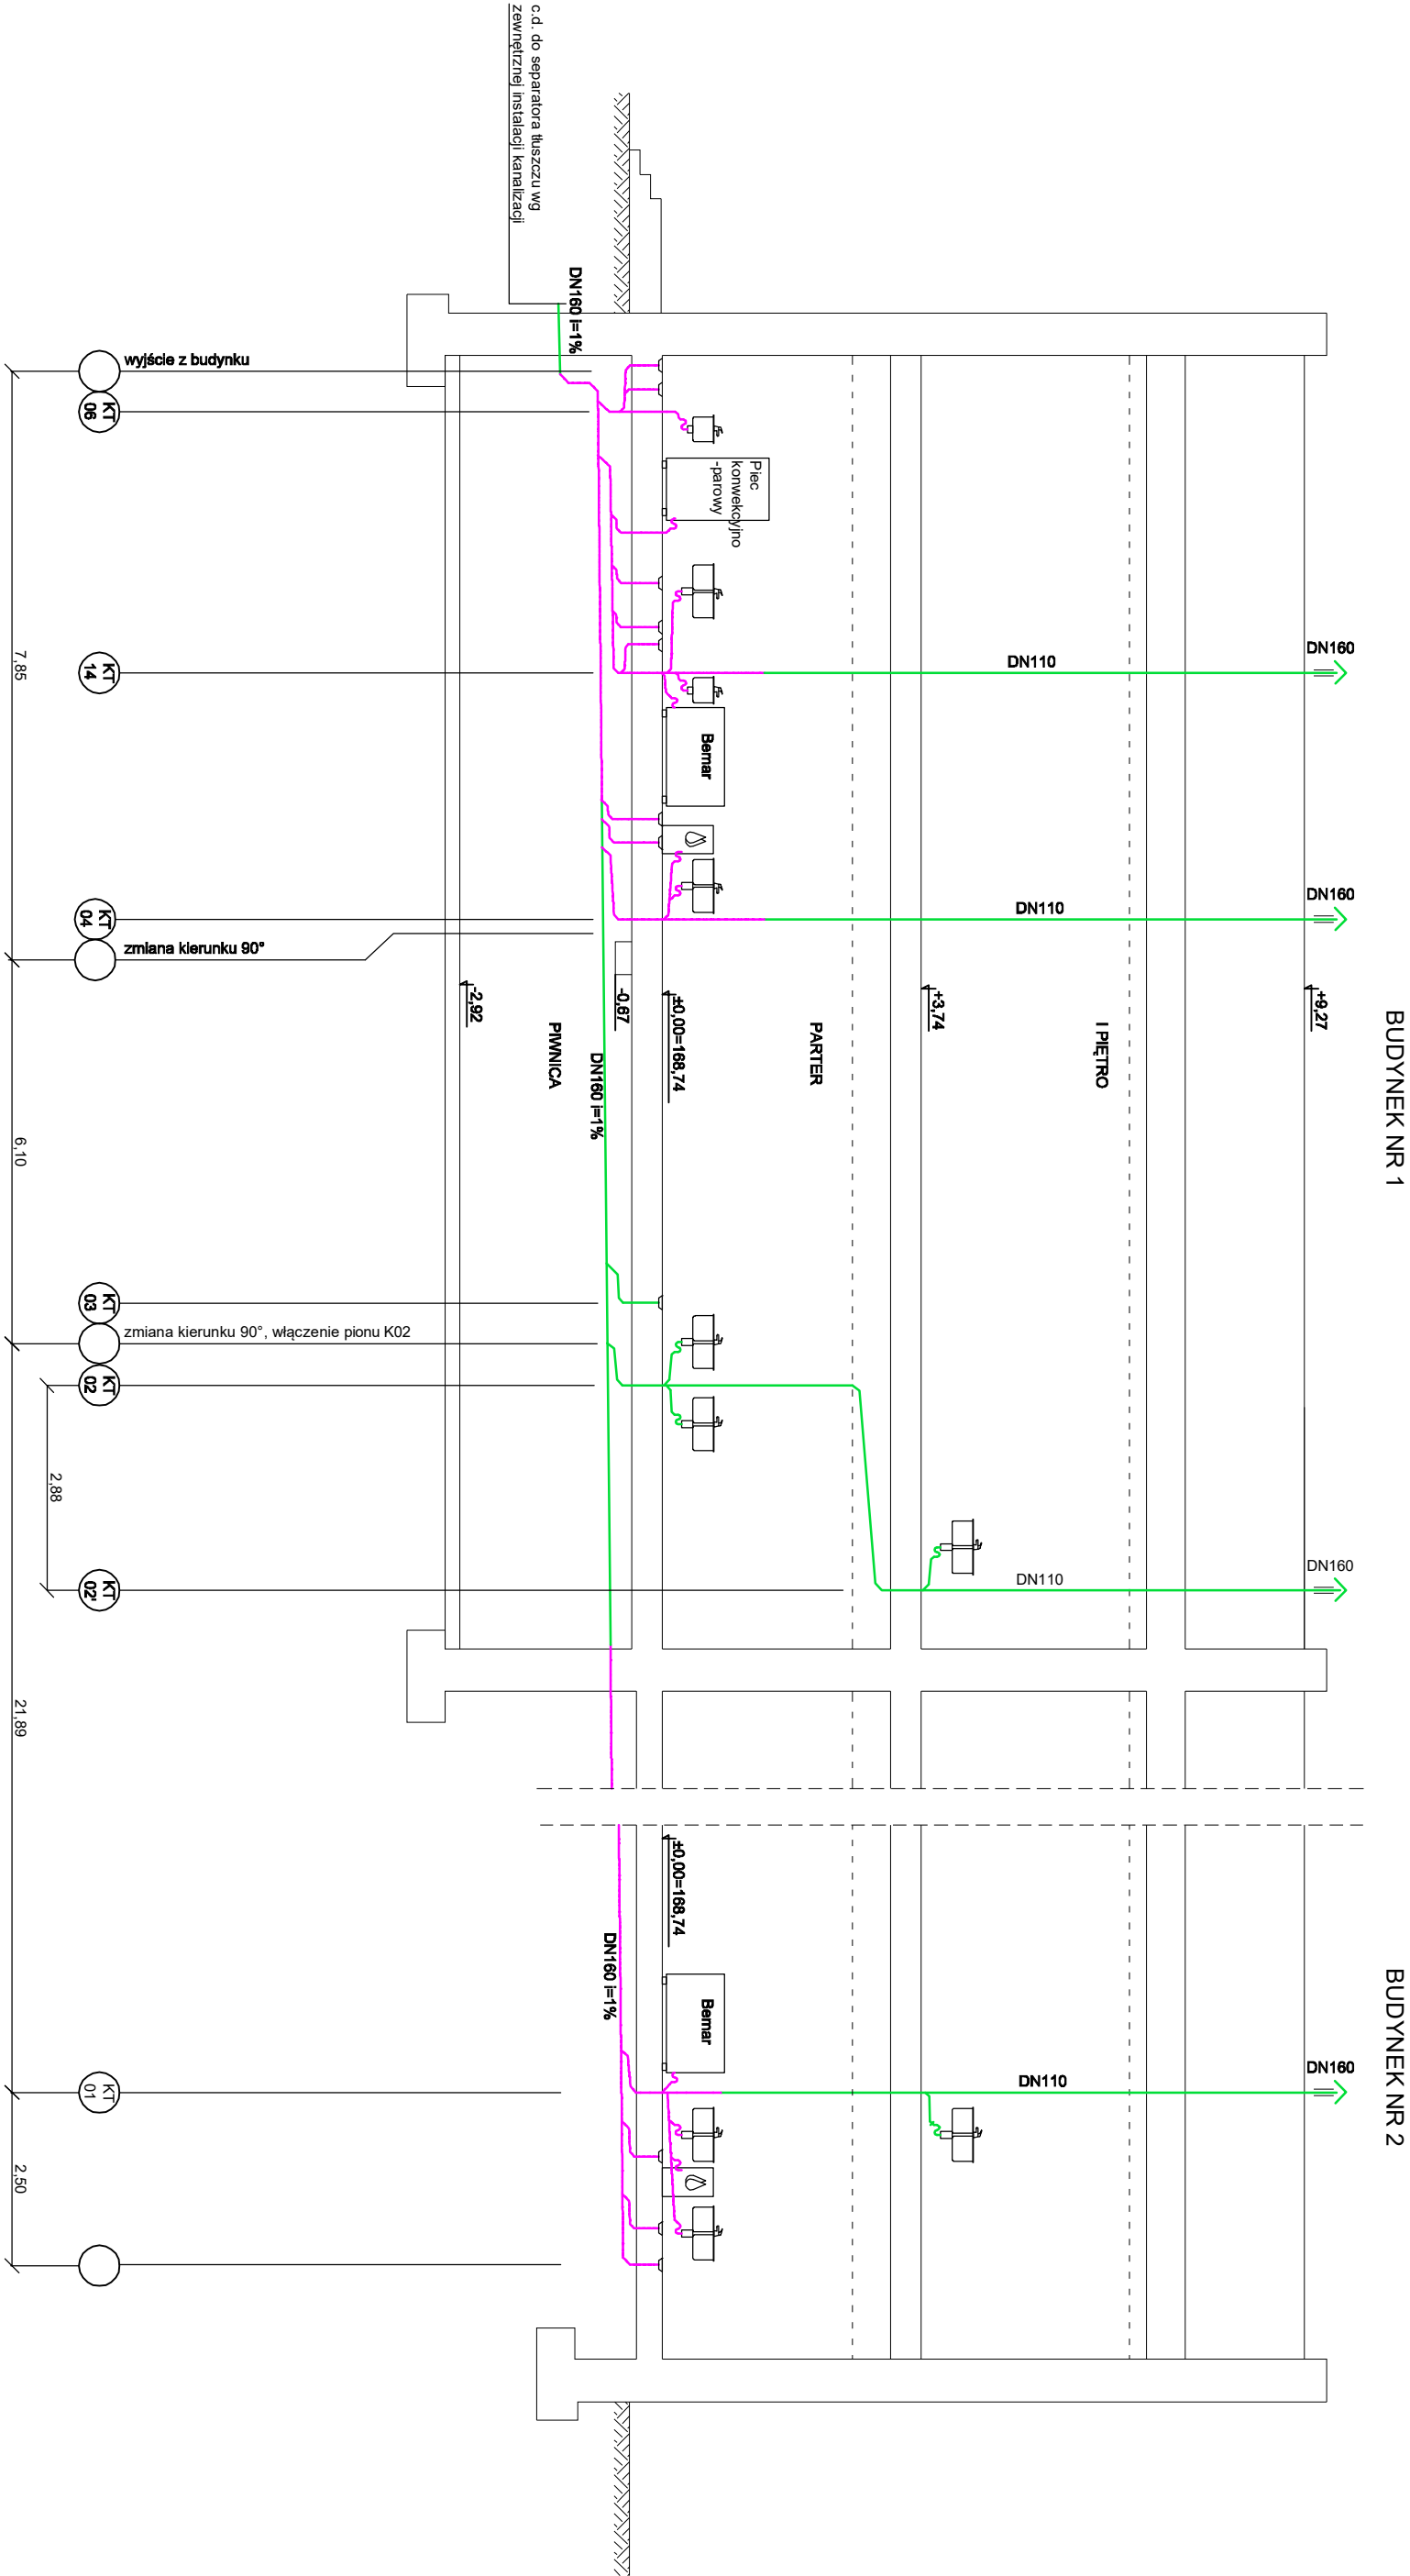 BUDYNEK NR 1
BUDYNEK NR 2
DN160
DN160
DN160
DN160
+9,27
I PIĘTRO
DN110
DN110
DN110
DN110
+3,74
PARTER
Piec
konwekcyjno
-parowy
Bemar
±0,00=168,74
±0,00=168,74
Bemar
-0,67
DN160 i=1%
DN160 i=1%
DN160 i=1%
PIWNICA
-2,92
c.d. do separatora tłuszczu wg
zewnętrznej instalacji kanalizacji
wyjście z budynku
zmiana kierunku 90°
zmiana kierunku 90°, włączenie pionu K02
KT
06
KT
14
KT
04
KT
03
KT
02
KT
02'
KT
01
2,88
7,85
6,10
21,89
2,50